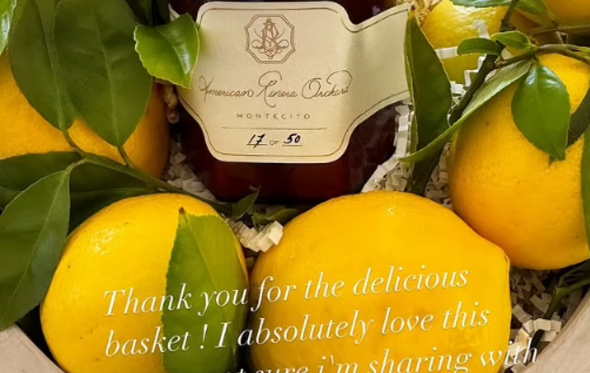 American Riviera Orchard
MONTECITO
17 OF 50
Thank you for the delicious
basket ! I absolutely love this
sure i'm sharing with